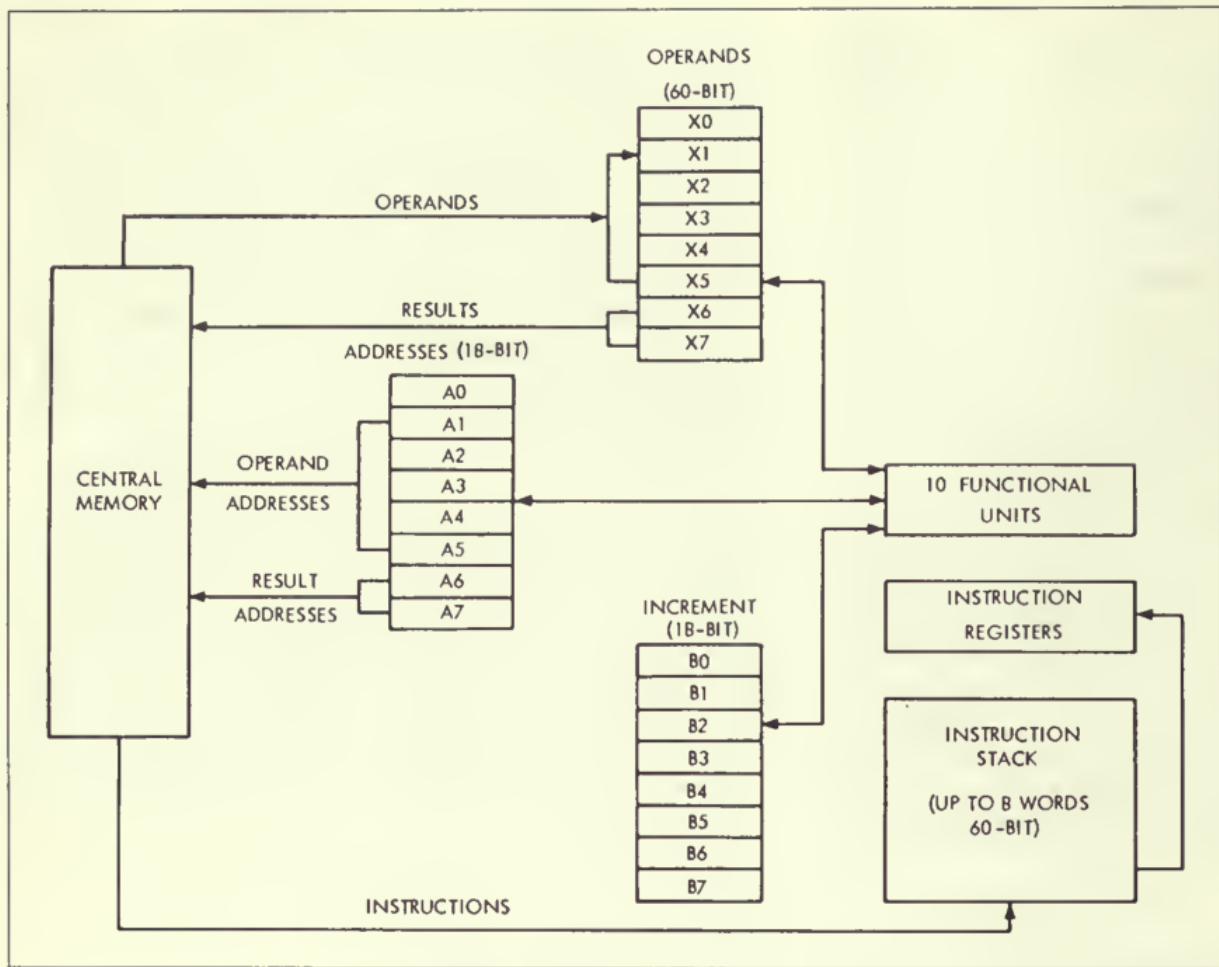 OPERANDS
(60-BIT)
X0
X1
X2
X3
X4
X5
X6
X7
OPERANDS
RESULTS
ADDRESSES (18-BIT)
A0
A1
A2
A3
A4
A5
A6
A7
CENTRAL
MEMORY
OPERAND
ADDRESSES
RESULT
ADDRESSES
10 FUNCTIONAL
UNITS
INCREMENT
(18-BIT)
B0
B1
B2
B3
B4
B5
B6
B7
INSTRUCTION
REGISTERS
INSTRUCTION
STACK
(UP TO 8 WORDS
60-BIT)
INSTRUCTIONS